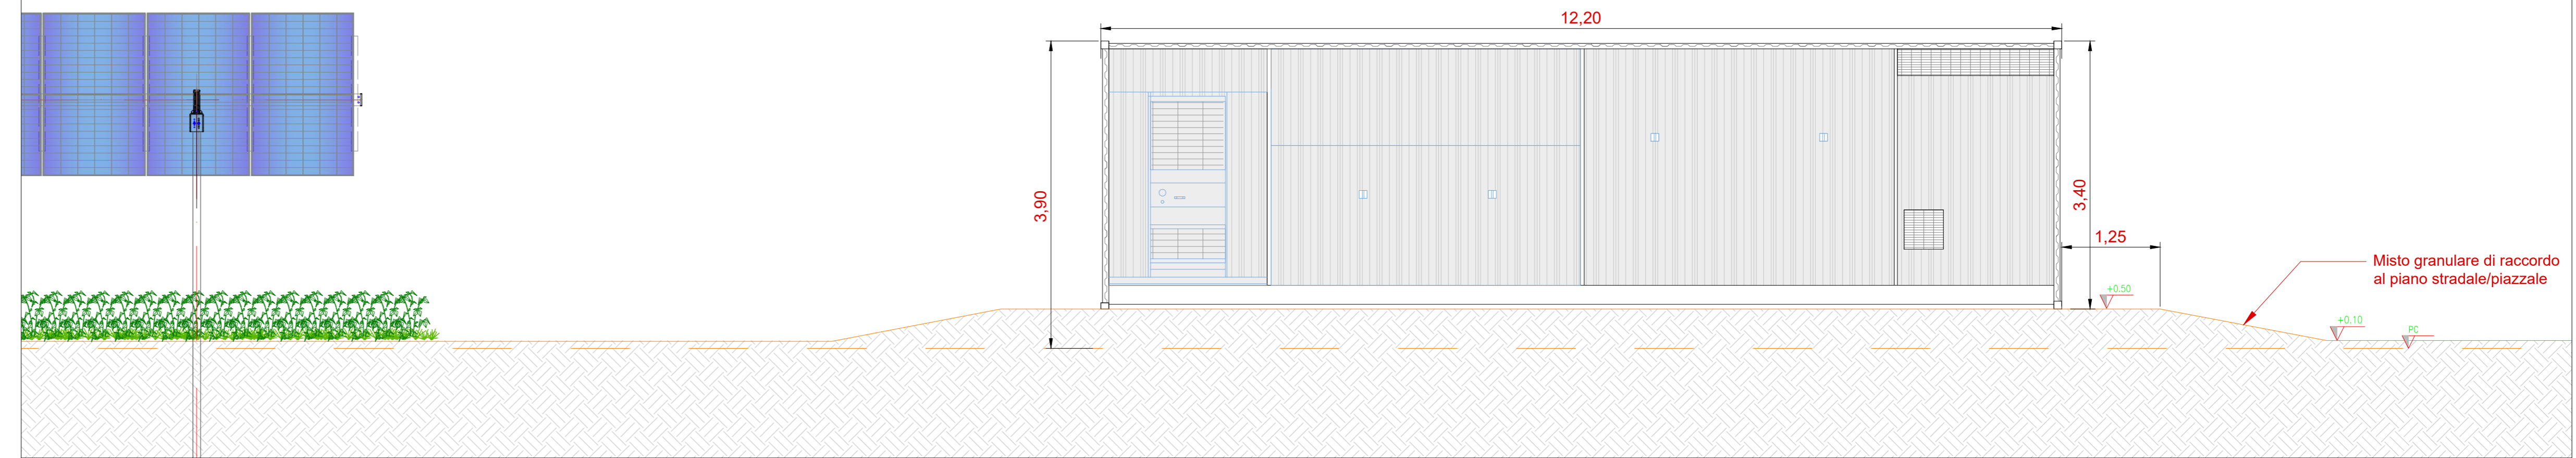 12,20
3,90
3,40
1,25
Misto granulare di raccordo
al piano stradale/piazzale
+0.50
+0.10
PC